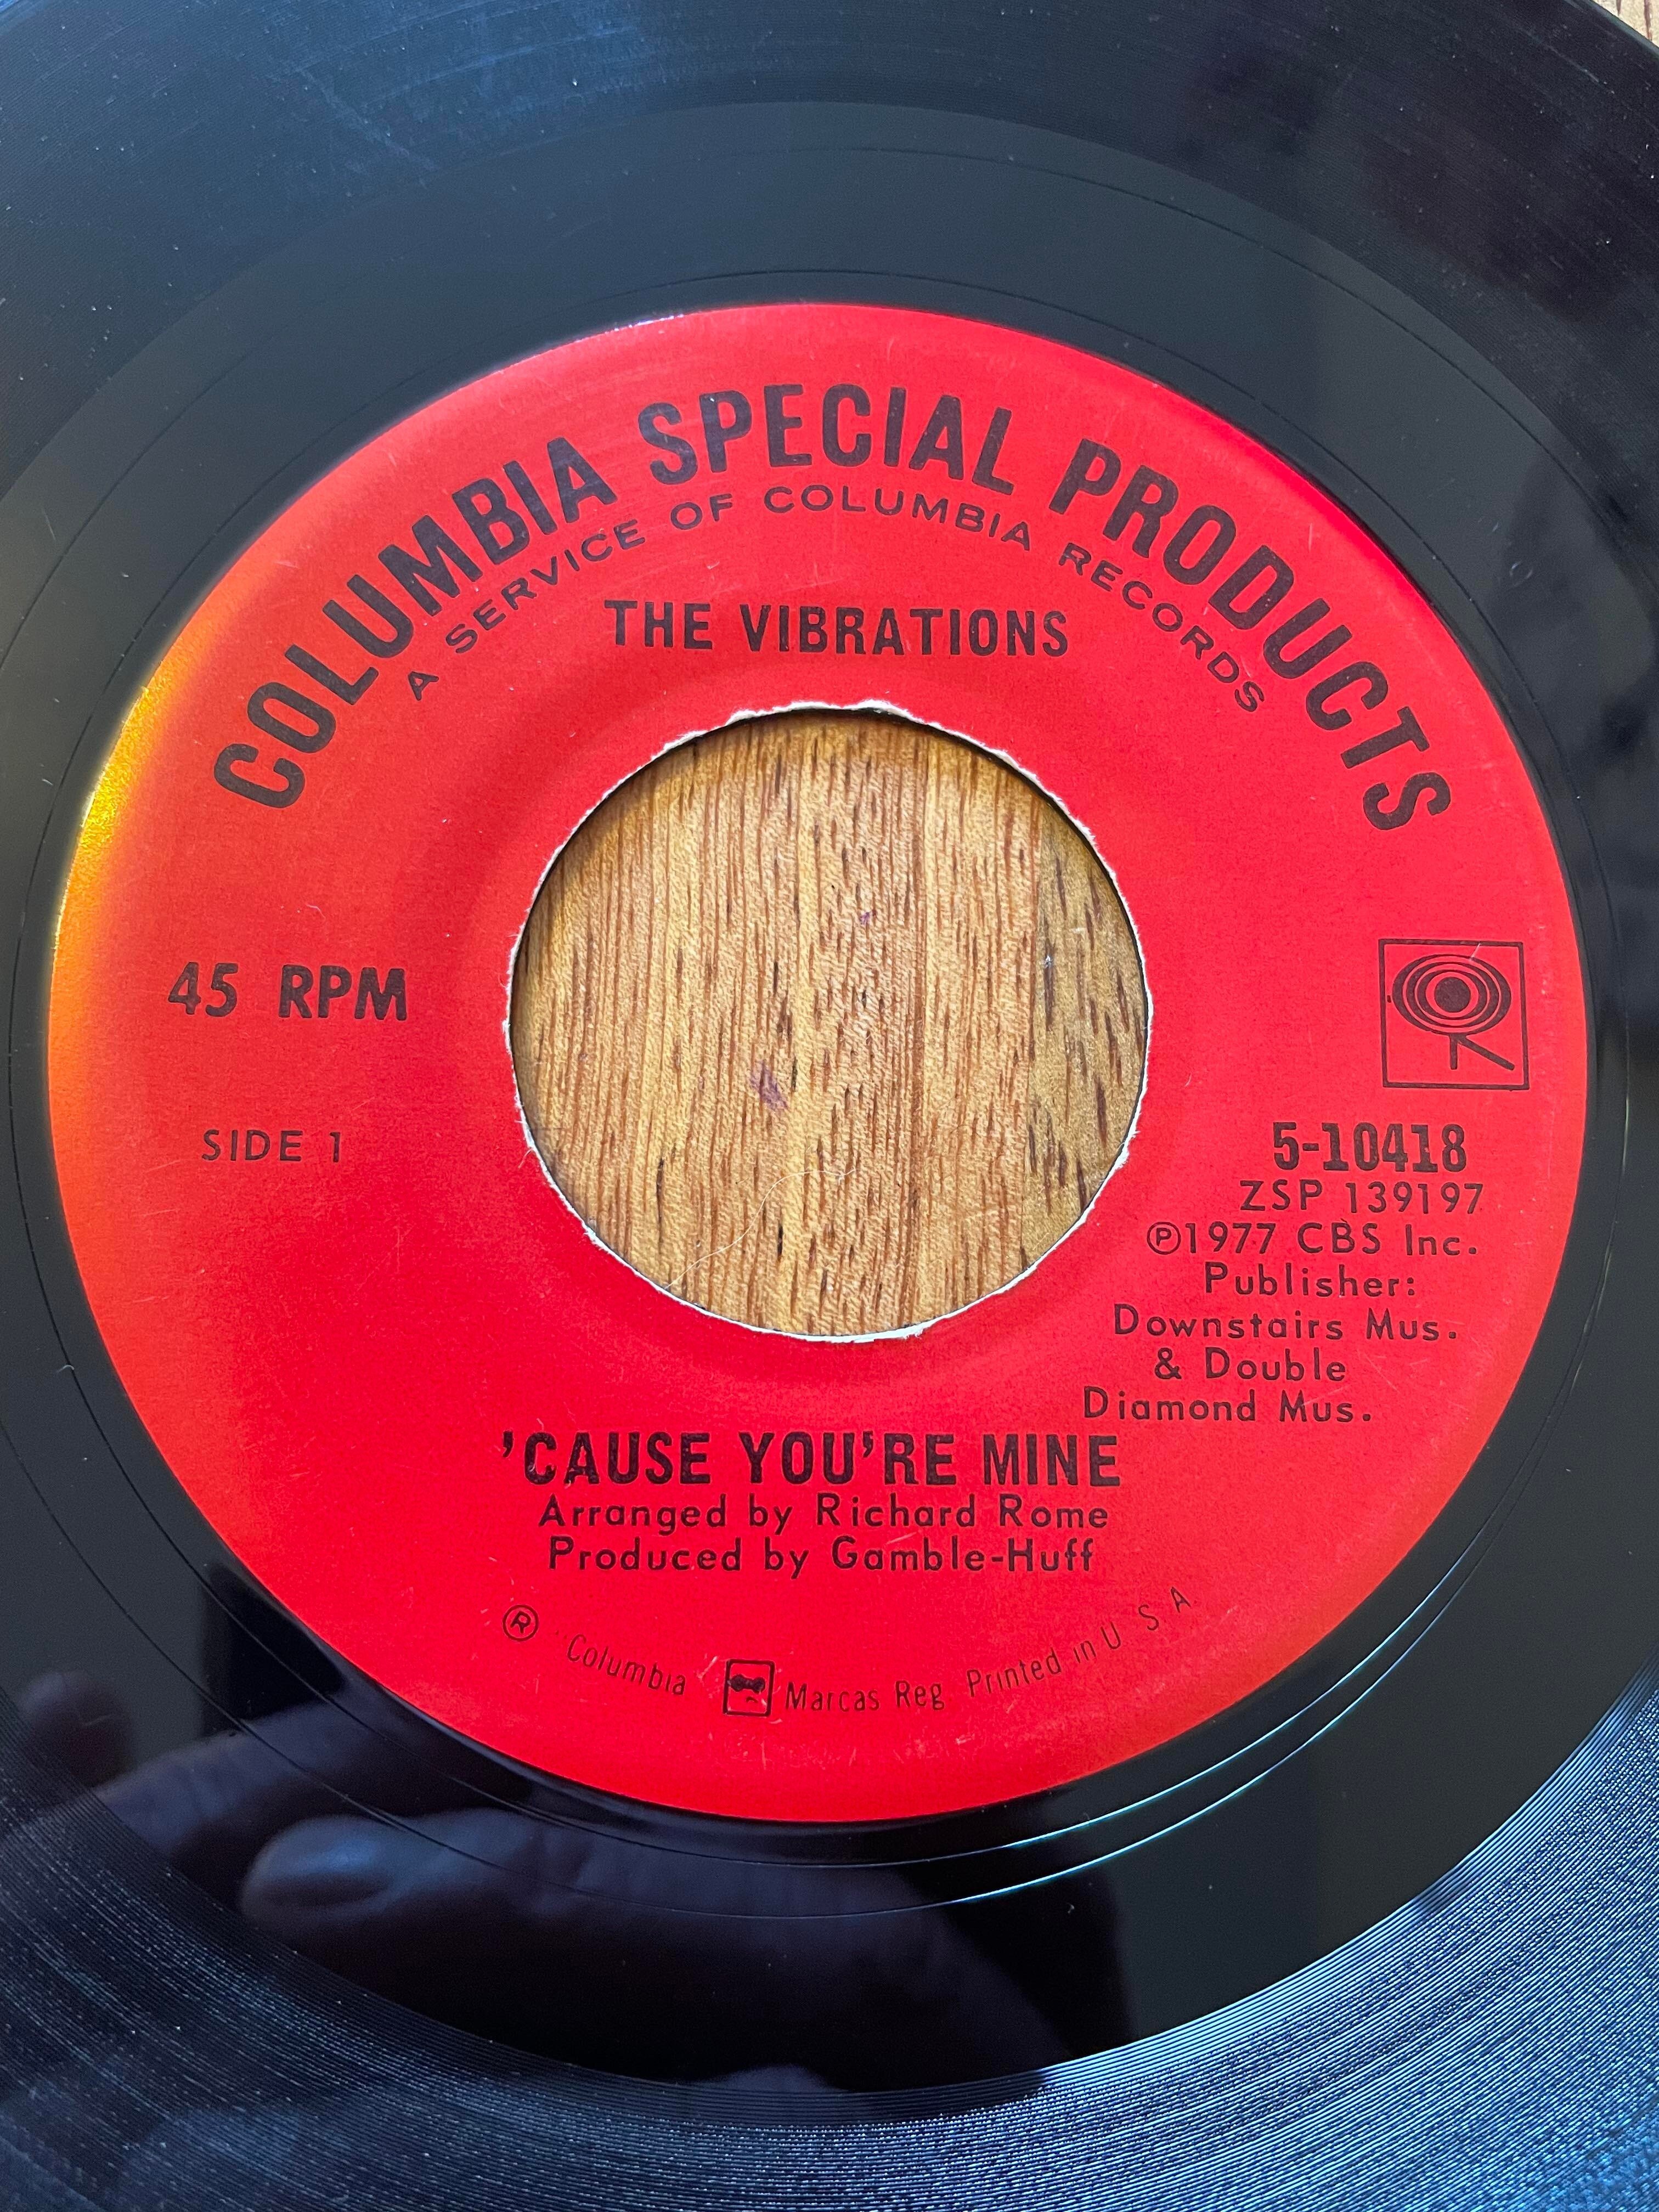 COLUMBIA SPECIAL PRODUCTS
A SERVICE OF COLUMBIA RECORDS
THE VIBRATIONS
45 RPM
SIDE 1
5-10418
ZSP 139197
℗1977 CBS Inc.
Publisher:
Downstairs Mus.
& Double
Diamond Mus.
'CAUSE YOU'RE MINE
Arranged by Richard Rome
Produced by Gamble-Huff
® "Columbia Marcas Reg Printed in U S A